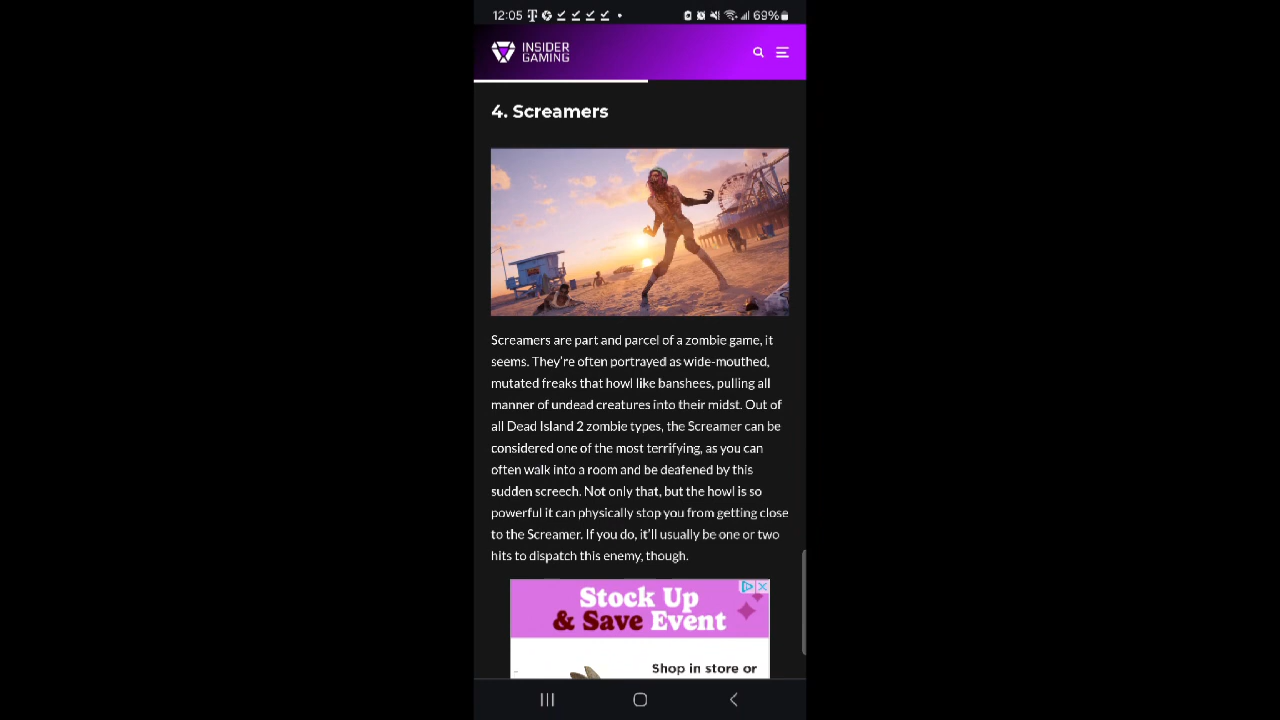 12:05
69%
INSIDER
GAMING
4. Screamers
Screamers are part and parcel of a zombie game, it
seems. They're often portrayed as wide-mouthed,
mutated freaks that howl like banshees, pulling all
manner of undead creatures into their midst. Out of
all Dead Island 2 zombie types, the Screamer can be
considered one of the most terrifying, as you can
often walk into a room and be deafened by this
sudden screech. Not only that, but the howl is so
powerful it can physically stop you from getting close
to the Screamer. If you do, it'll usually be one or two
hits to dispatch this enemy, though.
Stock Up
& Save Event
Shop in store or